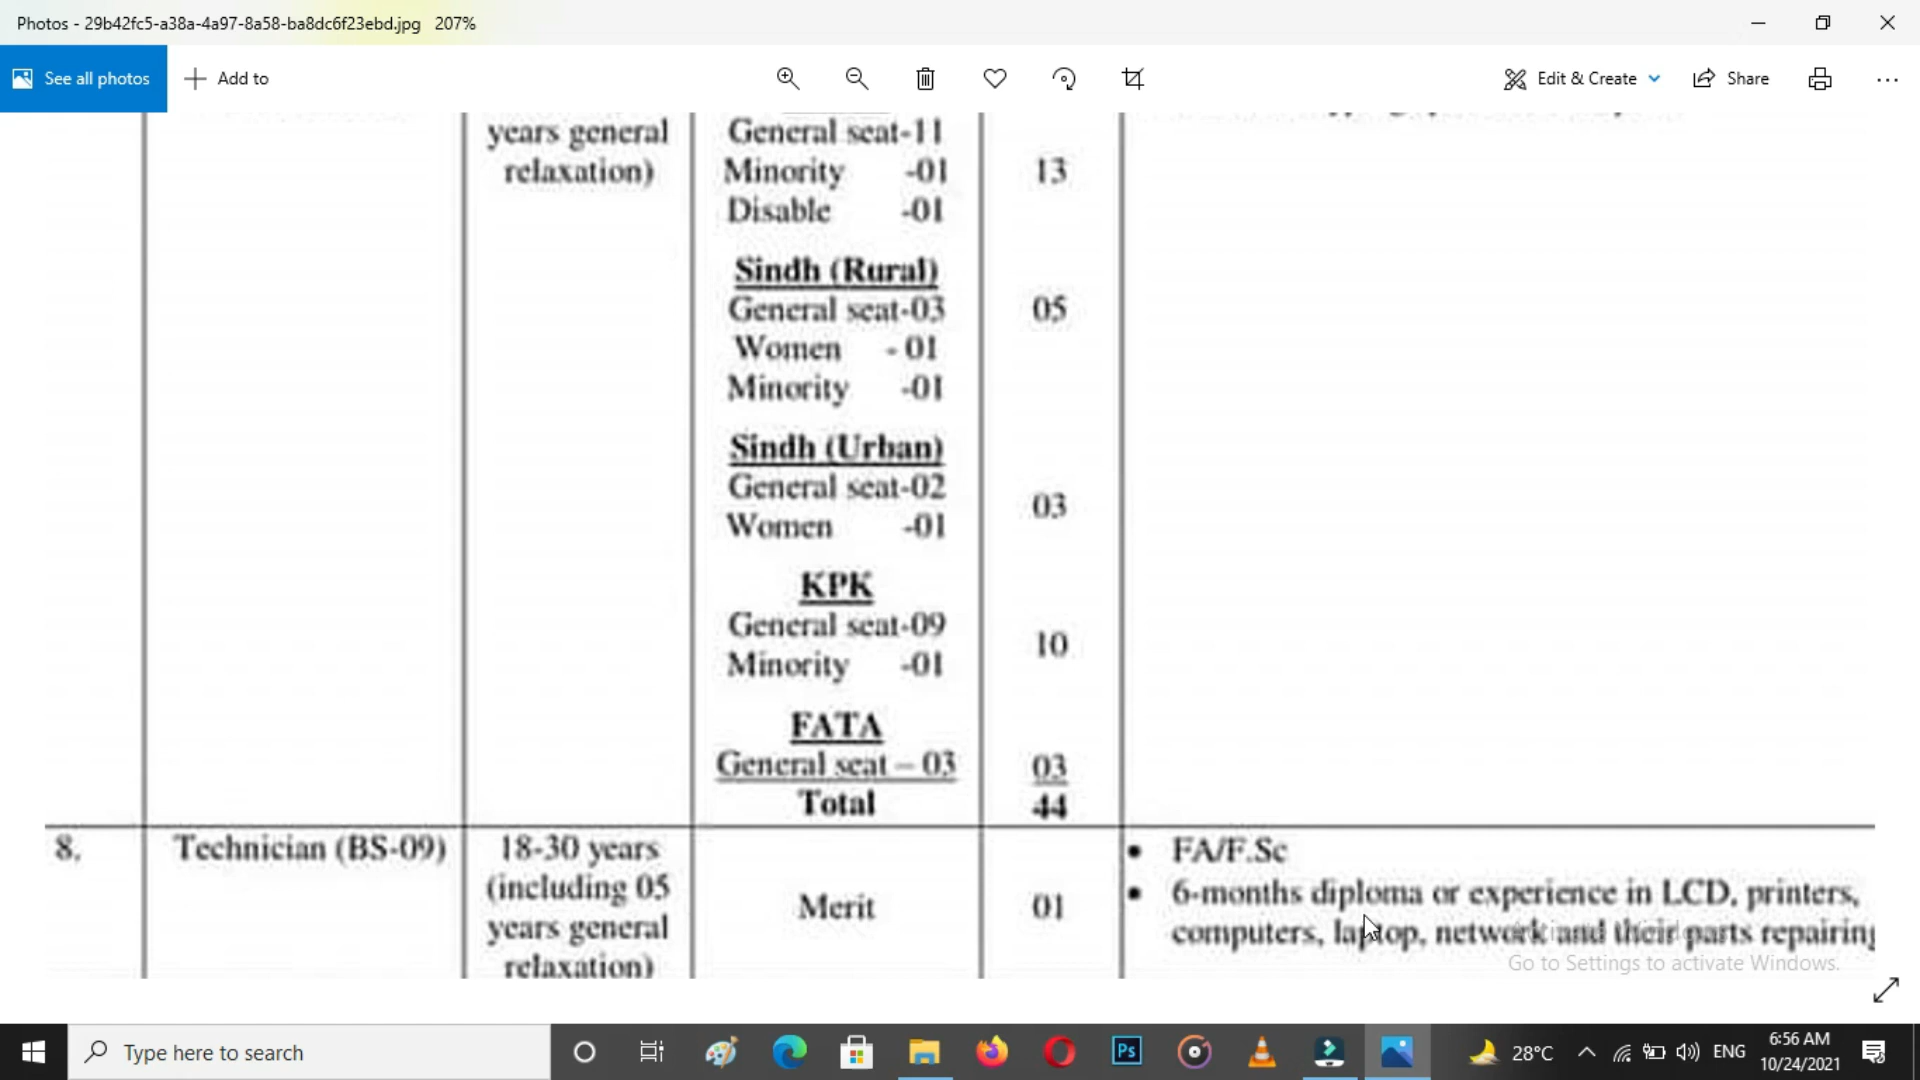 Photos - 29b42fc5-a38a-4a97-8a58-ba8dc6f23ebd.jpg 207%
See all photos
Add to
Edit & Create
Share
years general
relaxation)
General seat-11
Minority -01
Disable -01
13
Sindh (Rural)
General seat-03
Women - 01
Minority -01
05
Sindh (Urban)
General seat-02
Women -01
03
KPK
General seat-09
Minority -01
10
FATA
General seat – 03
03
Total
44
8.
Technician (BS-09)
18-30 years
(including 05
years general
relaxation)
Merit
01
• FA/F.Sc
• 6-months diploma or experience in LCD, printers,
computers, laptop, network and their parts repairing
Go to Settings to activate Windows.
Type here to search
Ps
28°C
ENG
6:56 AM
10/24/2021